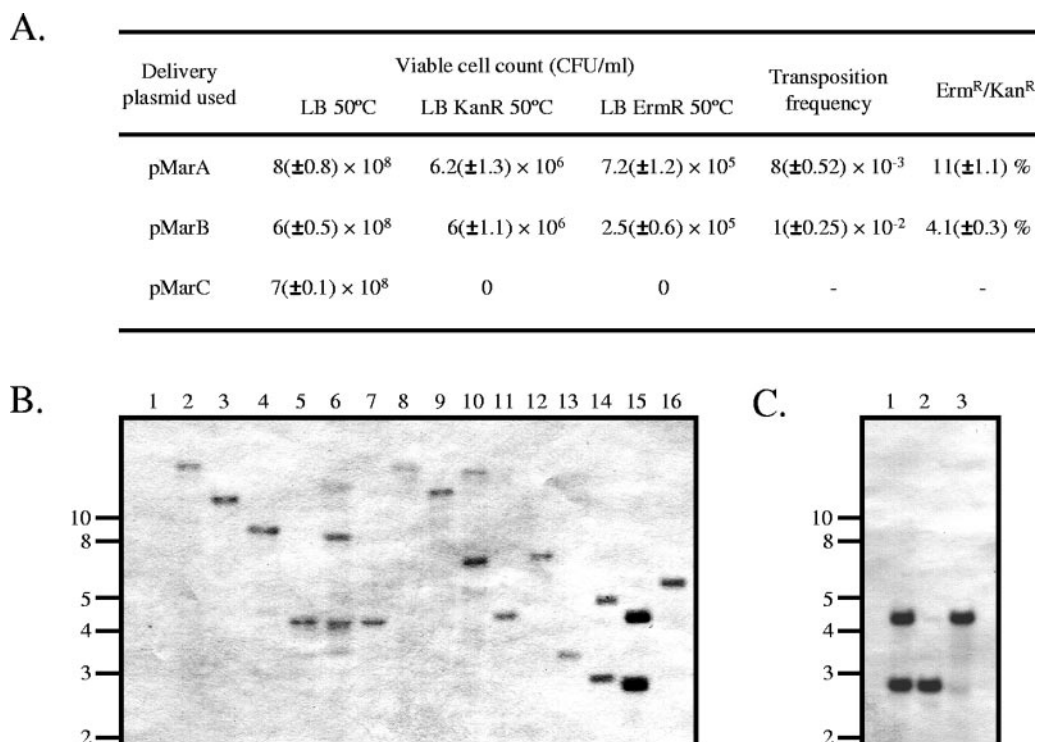 A.
Delivery plasmid used Viable cell count (CFU/ml) Transposition frequency Erm^R/Kan^R
LB 50ºC LB KanR 50ºC LB ErmR 50ºC
pMarA 8(±0.8) × 10⁸ 6.2(±1.3) × 10⁶ 7.2(±1.2) × 10⁵ 8(±0.52) × 10⁻³ 11(±1.1) %
pMarB 6(±0.5) × 10⁸ 6(±1.1) × 10⁶ 2.5(±0.6) × 10⁵ 1(±0.25) × 10⁻² 4.1(±0.3) %
pMarC 7(±0.1) × 10⁸ 0 0 - -
B.
1 2 3 4 5 6 7 8 9 10 11 12 13 14 15 16
10
8
5
4
3
2
C.
1 2 3
10
8
5
4
3
2